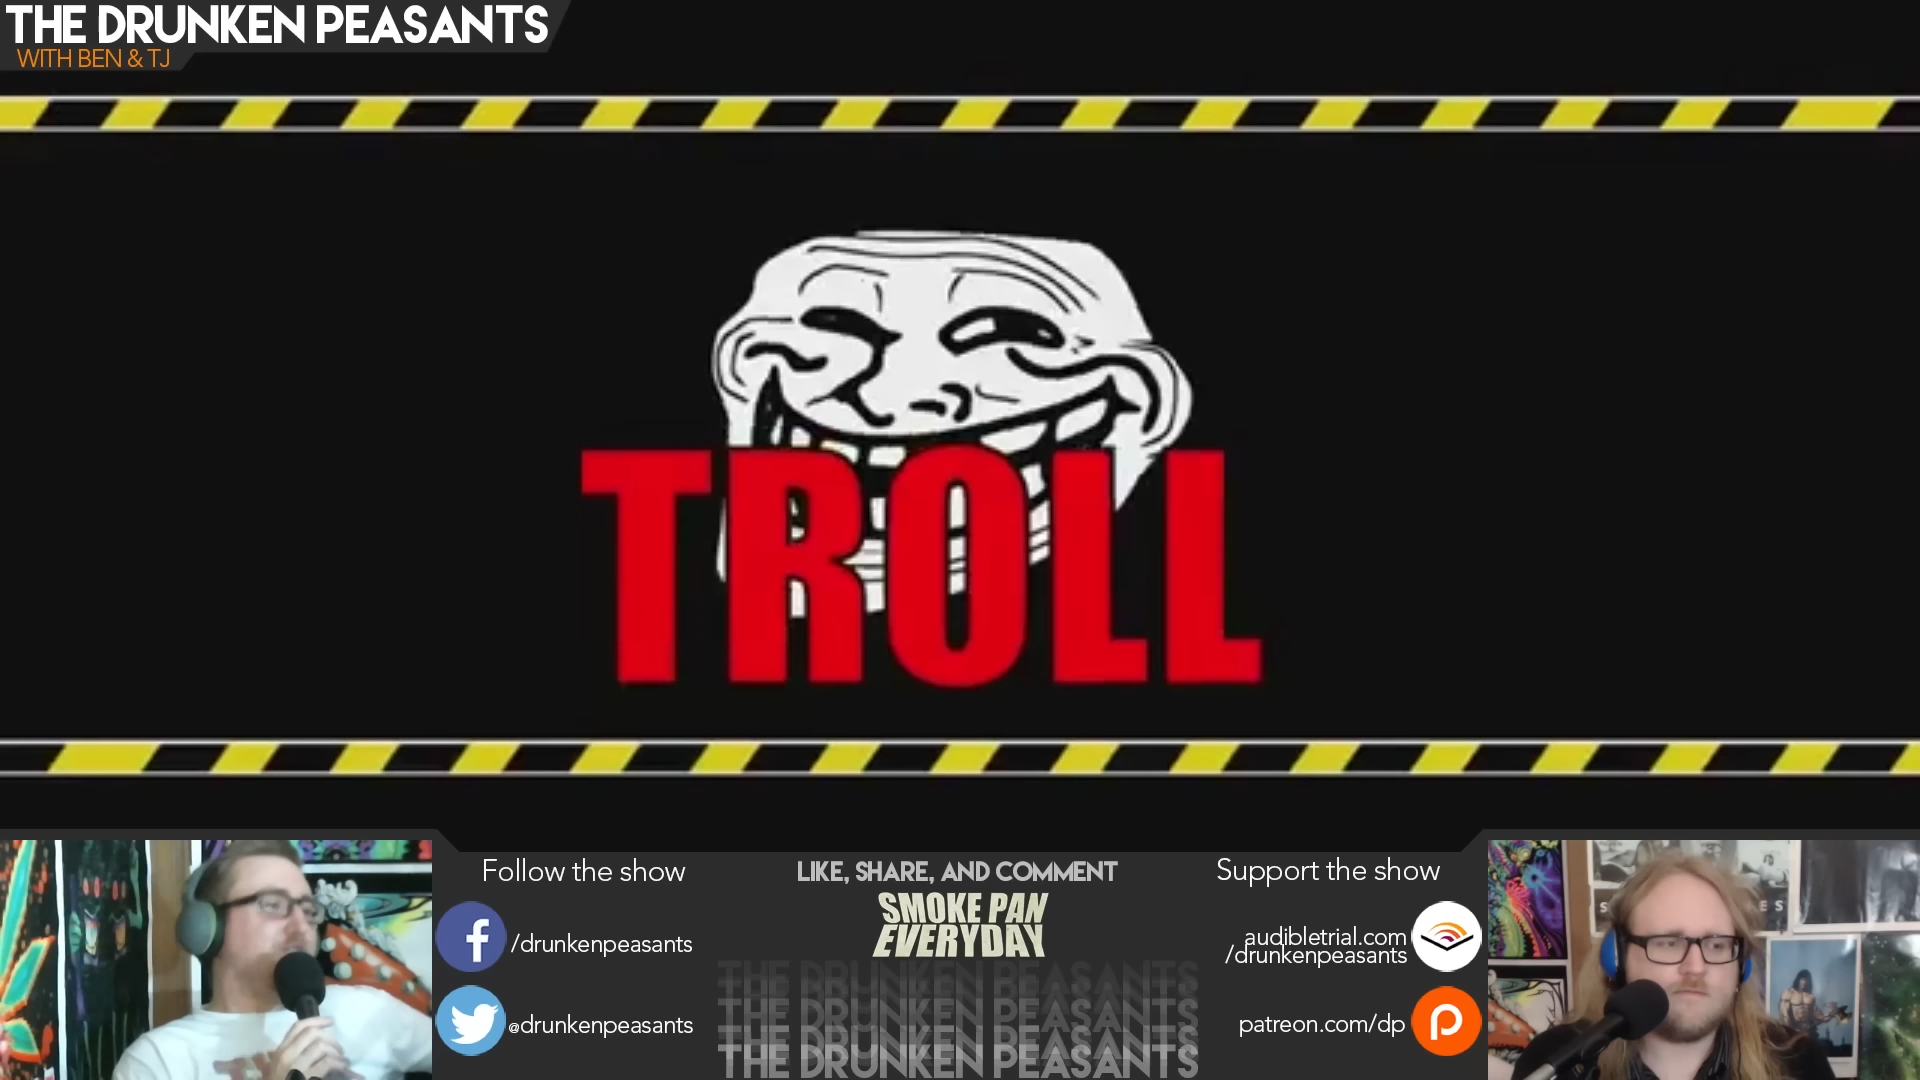 THE DRUNKEN PEASANTS
WITH BEN & TJ
TROLL
Follow the show
/drunkenpeasants
@drunkenpeasants
LIKE, SHARE, AND COMMENT
SMOKE PAN
EVERYDAY
THE DRUNKEN PEASANTS
THE DRUNKEN PEASANTS
THE DRUNKEN PEASANTS
THE DRUNKEN PEASANTS
Support the show
audibletrial.com
/drunkenpeasants
patreon.com/dp